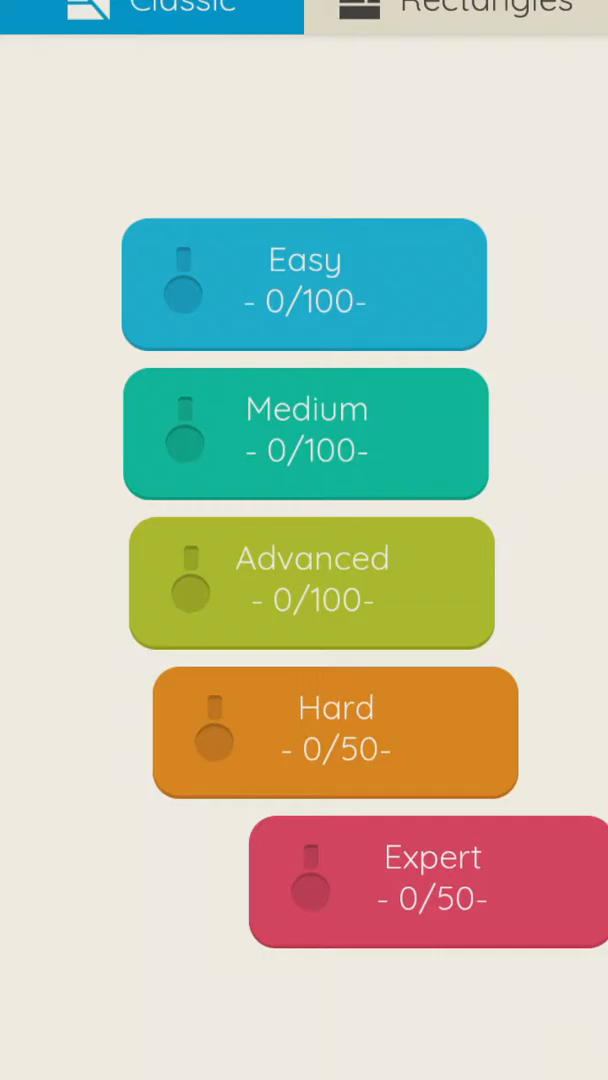 Classic
Rectangles
Easy
- 0/100-
Medium
- 0/100-
Advanced
- 0/100-
Hard
- 0/50-
Expert
- 0/50-